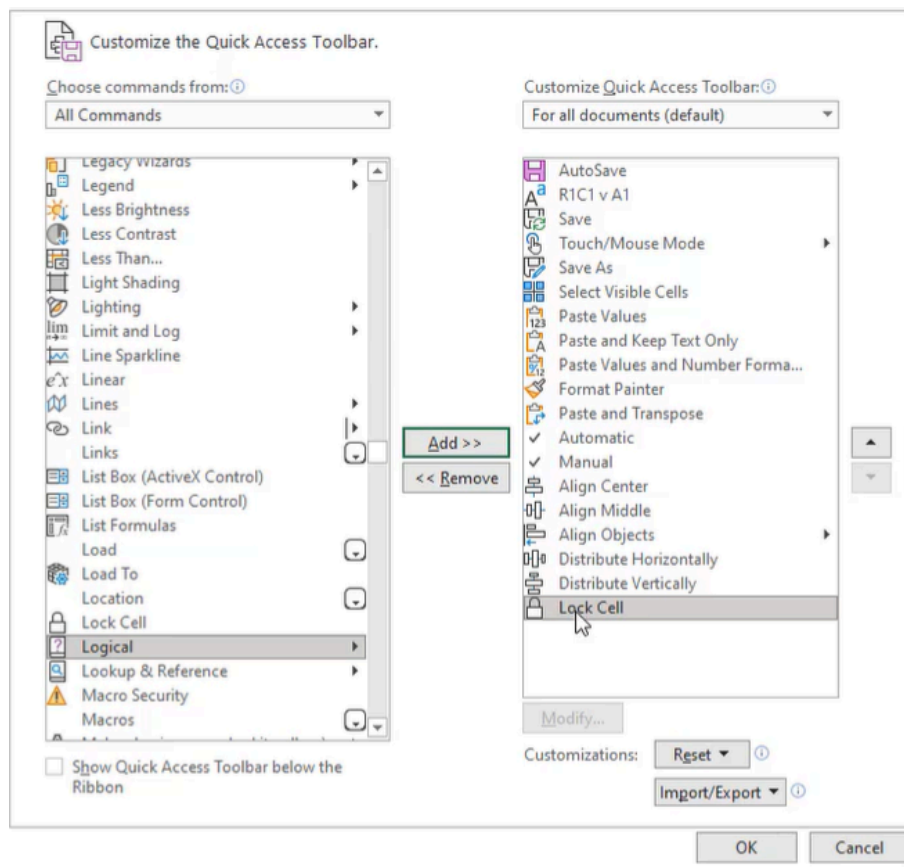 Customize the Quick Access Toolbar.
Choose commands from:
All Commands
Legacy Wizards
Legend
Less Brightness
Less Contrast
Less Than...
Light Shading
Lighting
Limit and Log
Line Sparkline
Linear
Lines
Link
Links
List Box (ActiveX Control)
List Box (Form Control)
List Formulas
Load
Load To
Location
Lock Cell
Logical
Lookup & Reference
Macro Security
Macros
Show Quick Access Toolbar below the
Ribbon
Add >>
<< Remove
Customize Quick Access Toolbar:
For all documents (default)
AutoSave
R1C1 v A1
Save
Touch/Mouse Mode
Save As
Select Visible Cells
Paste Values
Paste and Keep Text Only
Paste Values and Number Forma...
Format Painter
Paste and Transpose
Automatic
Manual
Align Center
Align Middle
Align Objects
Distribute Horizontally
Distribute Vertically
Lock Cell
Modify...
Customizations:
Reset
Import/Export
OK
Cancel